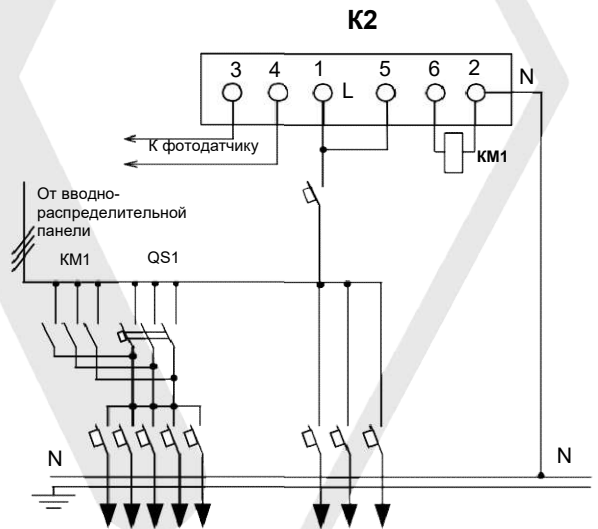 К2
3 4 1 5 6 2
L
N
К фотодатчику
КМ1
От вводно-
распределительной
панели
КМ1 QS1
N N